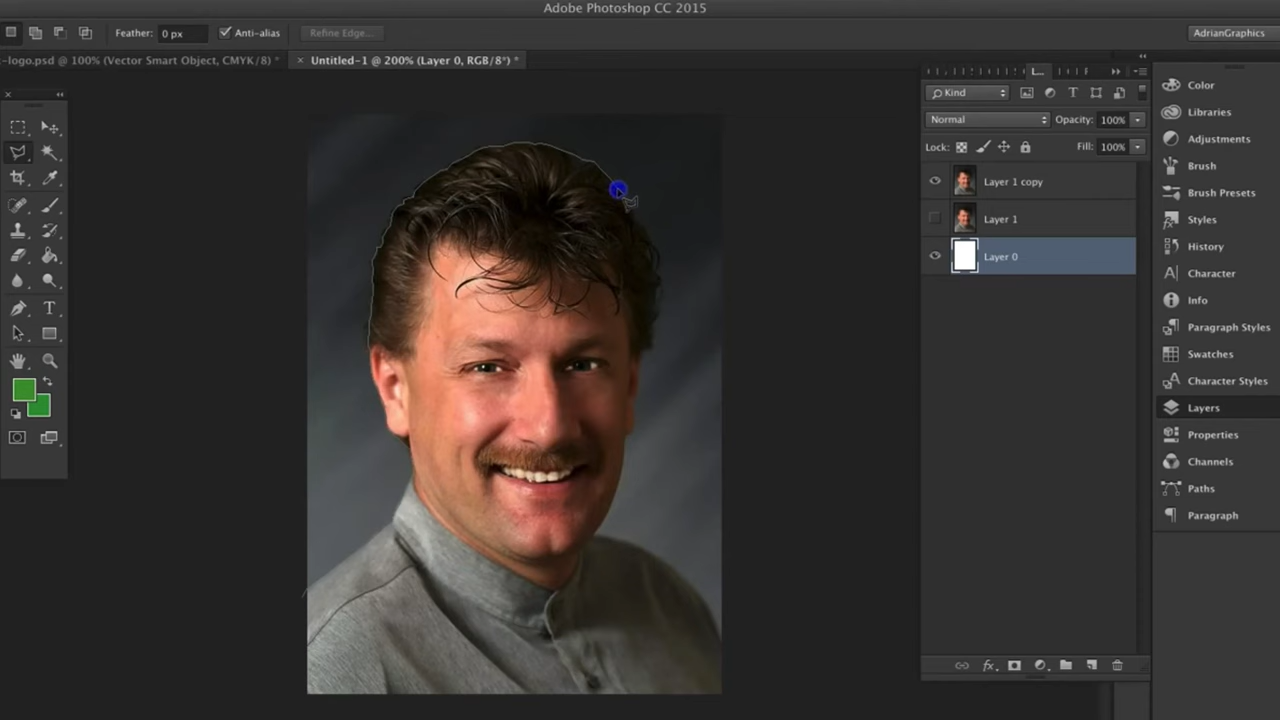 Adobe Photoshop CC 2015
Feather: 0 px Anti-alias Refine Edge... AdrianGraphics
-logo.psd @ 100% (Vector Smart Object, CMYK/8) * × Untitled-1 @ 200% (Layer 0, RGB/8*) *
Kind
Normal Opacity: 100%
Lock: Fill: 100%
Layer 1 copy
Layer 1
Layer 0
Color
Libraries
Adjustments
Brush
Brush Presets
Styles
History
Character
Info
Paragraph Styles
Swatches
Character Styles
Layers
Properties
Channels
Paths
Paragraph